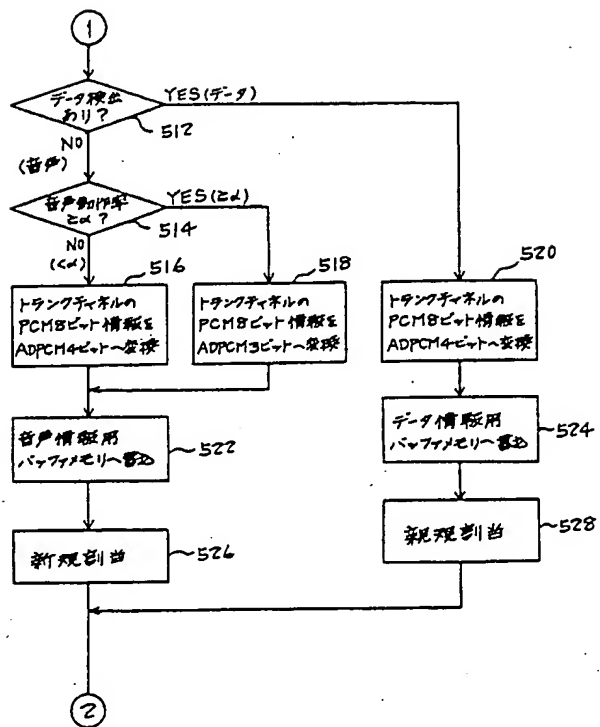 1
データ検出
あり?
YES(データ)
512
NO
(音声)
音声動作率
≧α?
YES(≧α)
514
NO
(<α)
516
518
520
トランクチャネルの
PCM8ビット情報を
ADPCM4ビットへ変換
トランクチャネルの
PCM8ビット情報を
ADPCM3ビットへ変換
トランクチャネルの
PCM8ビット情報を
ADPCM4ビットへ変換
音声情報用
バッファメモリへ書込
522
データ情報用
バッファメモリへ書込
524
新規割当
526
新規割当
528
2